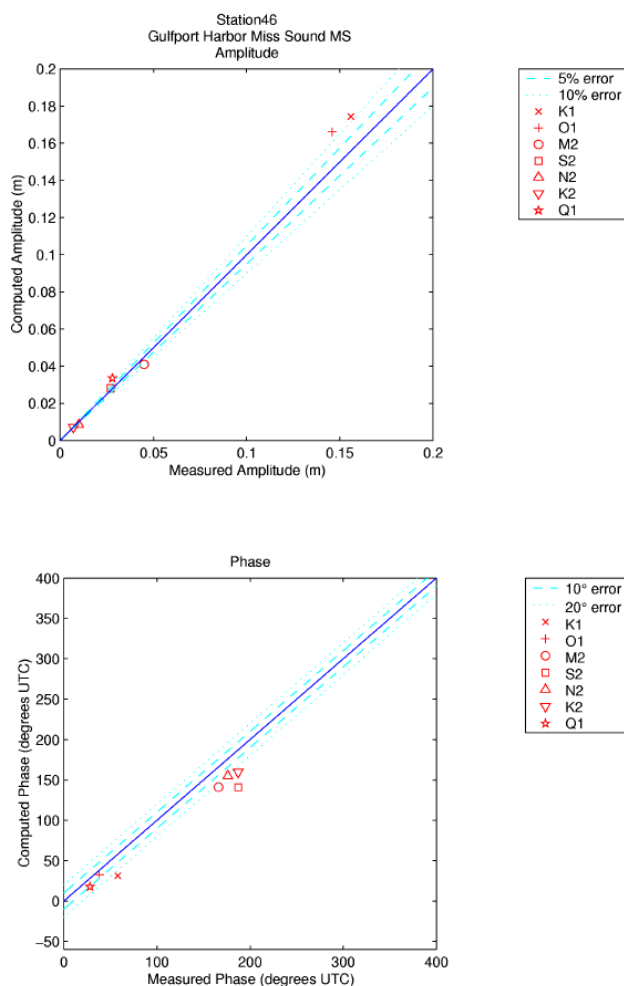 Station46
Gulfport Harbor Miss Sound MS
Amplitude
0.2
0.18
0.16
0.14
0.12
0.1
0.08
0.06
0.04
0.02
0
Computed Amplitude (m)
0 0.05 0.1 0.15 0.2
Measured Amplitude (m)
5% error
10% error
K1
O1
M2
S2
N2
K2
Q1
Phase
400
350
300
250
200
150
100
50
0
−50
Computed Phase (degrees UTC)
0 100 200 300 400
Measured Phase (degrees UTC)
10° error
20° error
K1
O1
M2
S2
N2
K2
Q1